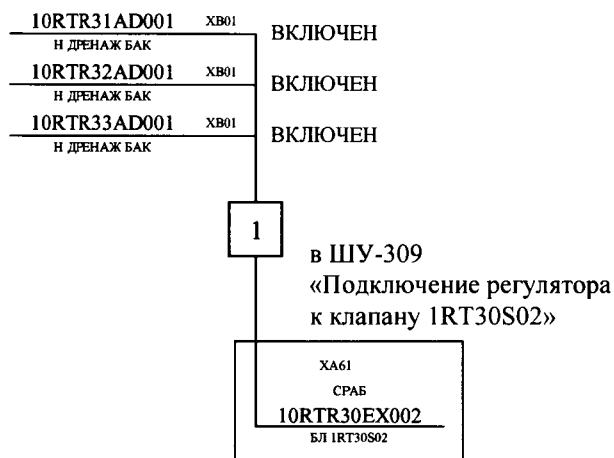 10RTR31AD001 XB01 ВКЛЮЧЕН
Н ДРЕНАЖ БАК
10RTR32AD001 XB01 ВКЛЮЧЕН
Н ДРЕНАЖ БАК
10RTR33AD001 XB01 ВКЛЮЧЕН
Н ДРЕНАЖ БАК
1
в ШУ-309
«Подключение регулятора
к клапану 1RT30S02»
XA61
СРАБ
10RTR30EX002
БЛ 1RT30S02